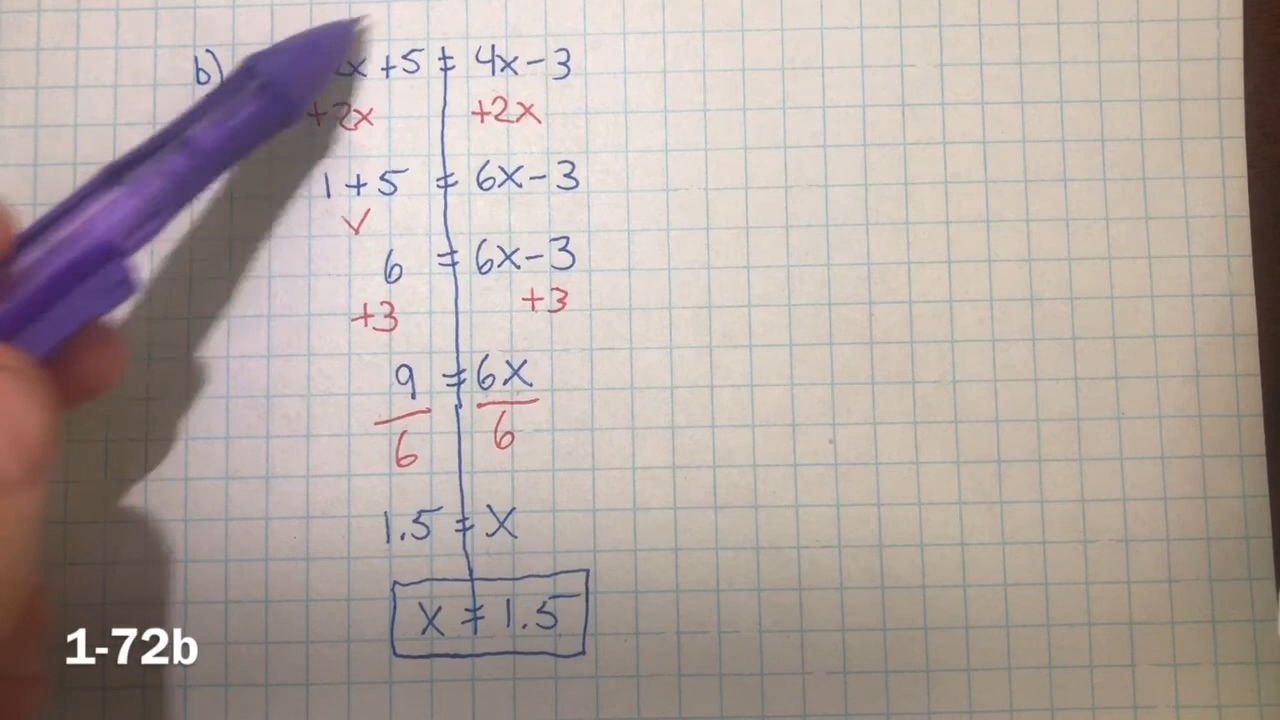 b) x + 5 = 4x - 3
+2x +2x
1 + 5 = 6x - 3
6 = 6x - 3
+3 +3
9 = 6x
6 6
1.5 = x
x = 1.5
1-72b